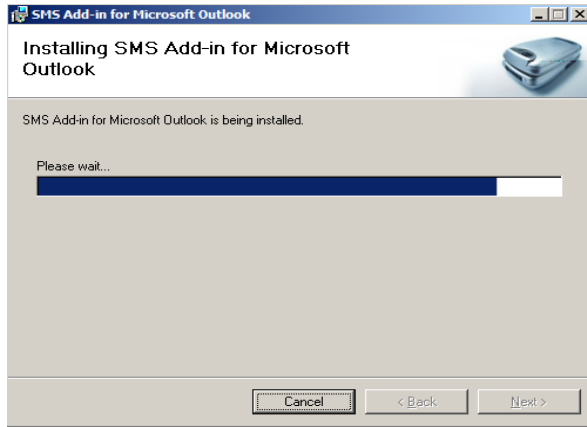 SMS Add-in for Microsoft Outlook
Installing SMS Add-in for Microsoft
Outlook
SMS Add-in for Microsoft Outlook is being installed.
Please wait...
Cancel
< Back
Next >